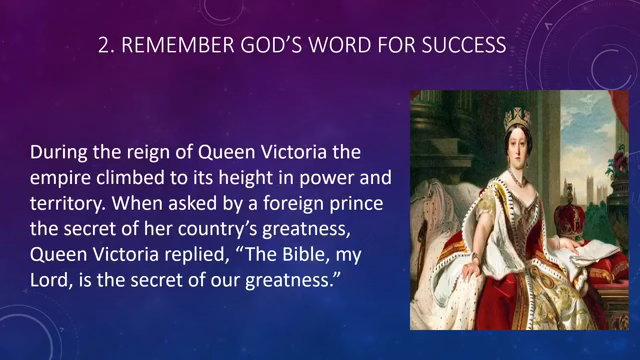 2. REMEMBER GOD’S WORD FOR SUCCESS
During the reign of Queen Victoria the
empire climbed to its height in power and
territory. When asked by a foreign prince
the secret of her country’s greatness,
Queen Victoria replied, “The Bible, my
Lord, is the secret of our greatness.”